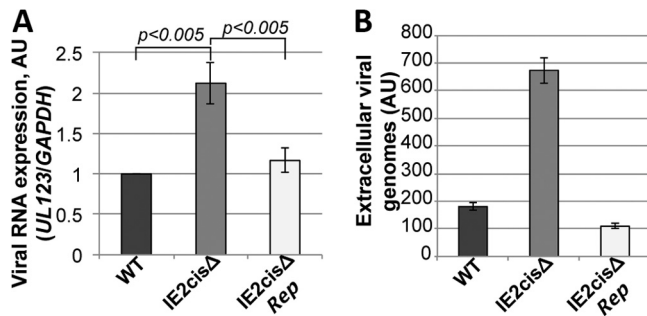 A
p<0.005
p<0.005
Viral RNA expression, AU
(UL123/GAPDH)
2.5
2
1.5
1
0.5
0
WT
IE2cisΔ
IE2cisΔ
Rep
B
Extracellular viral
genomes (AU)
800
700
600
500
400
300
200
100
0
WT
IE2cisΔ
IE2cisΔ
Rep